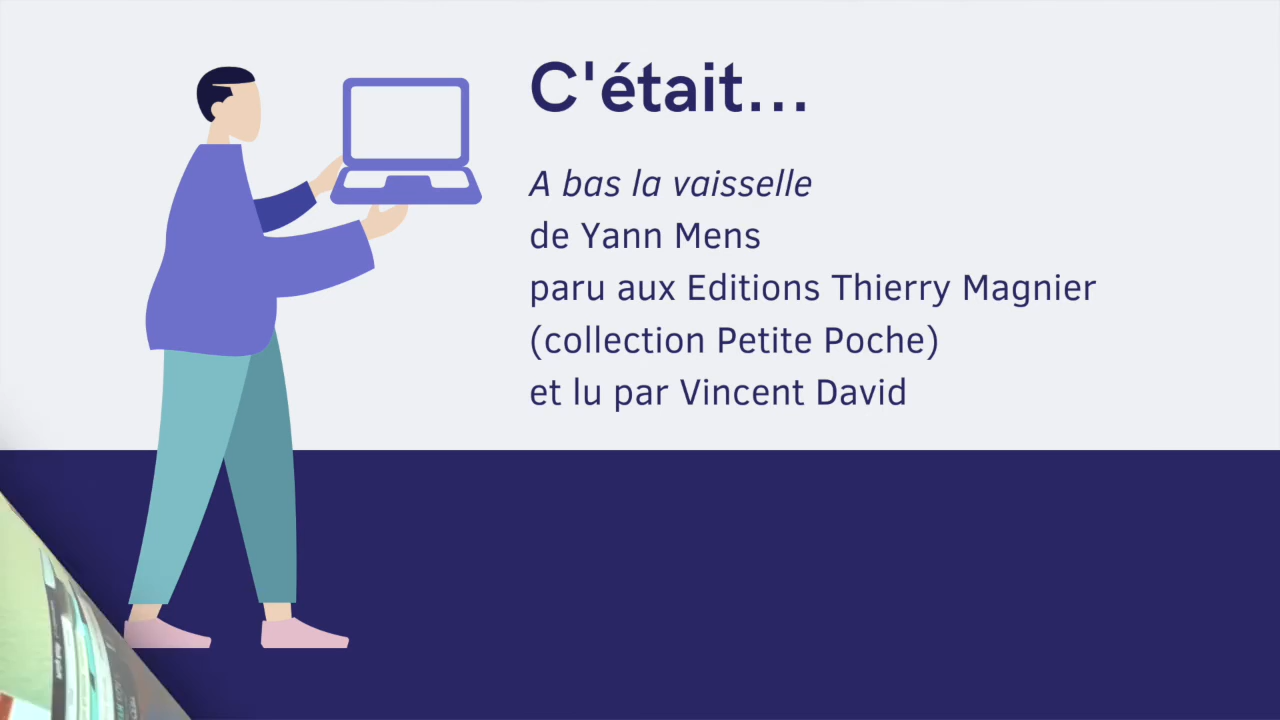 C'était...
A bas la vaisselle
de Yann Mens
paru aux Editions Thierry Magnier
(collection Petite Poche)
et lu par Vincent David